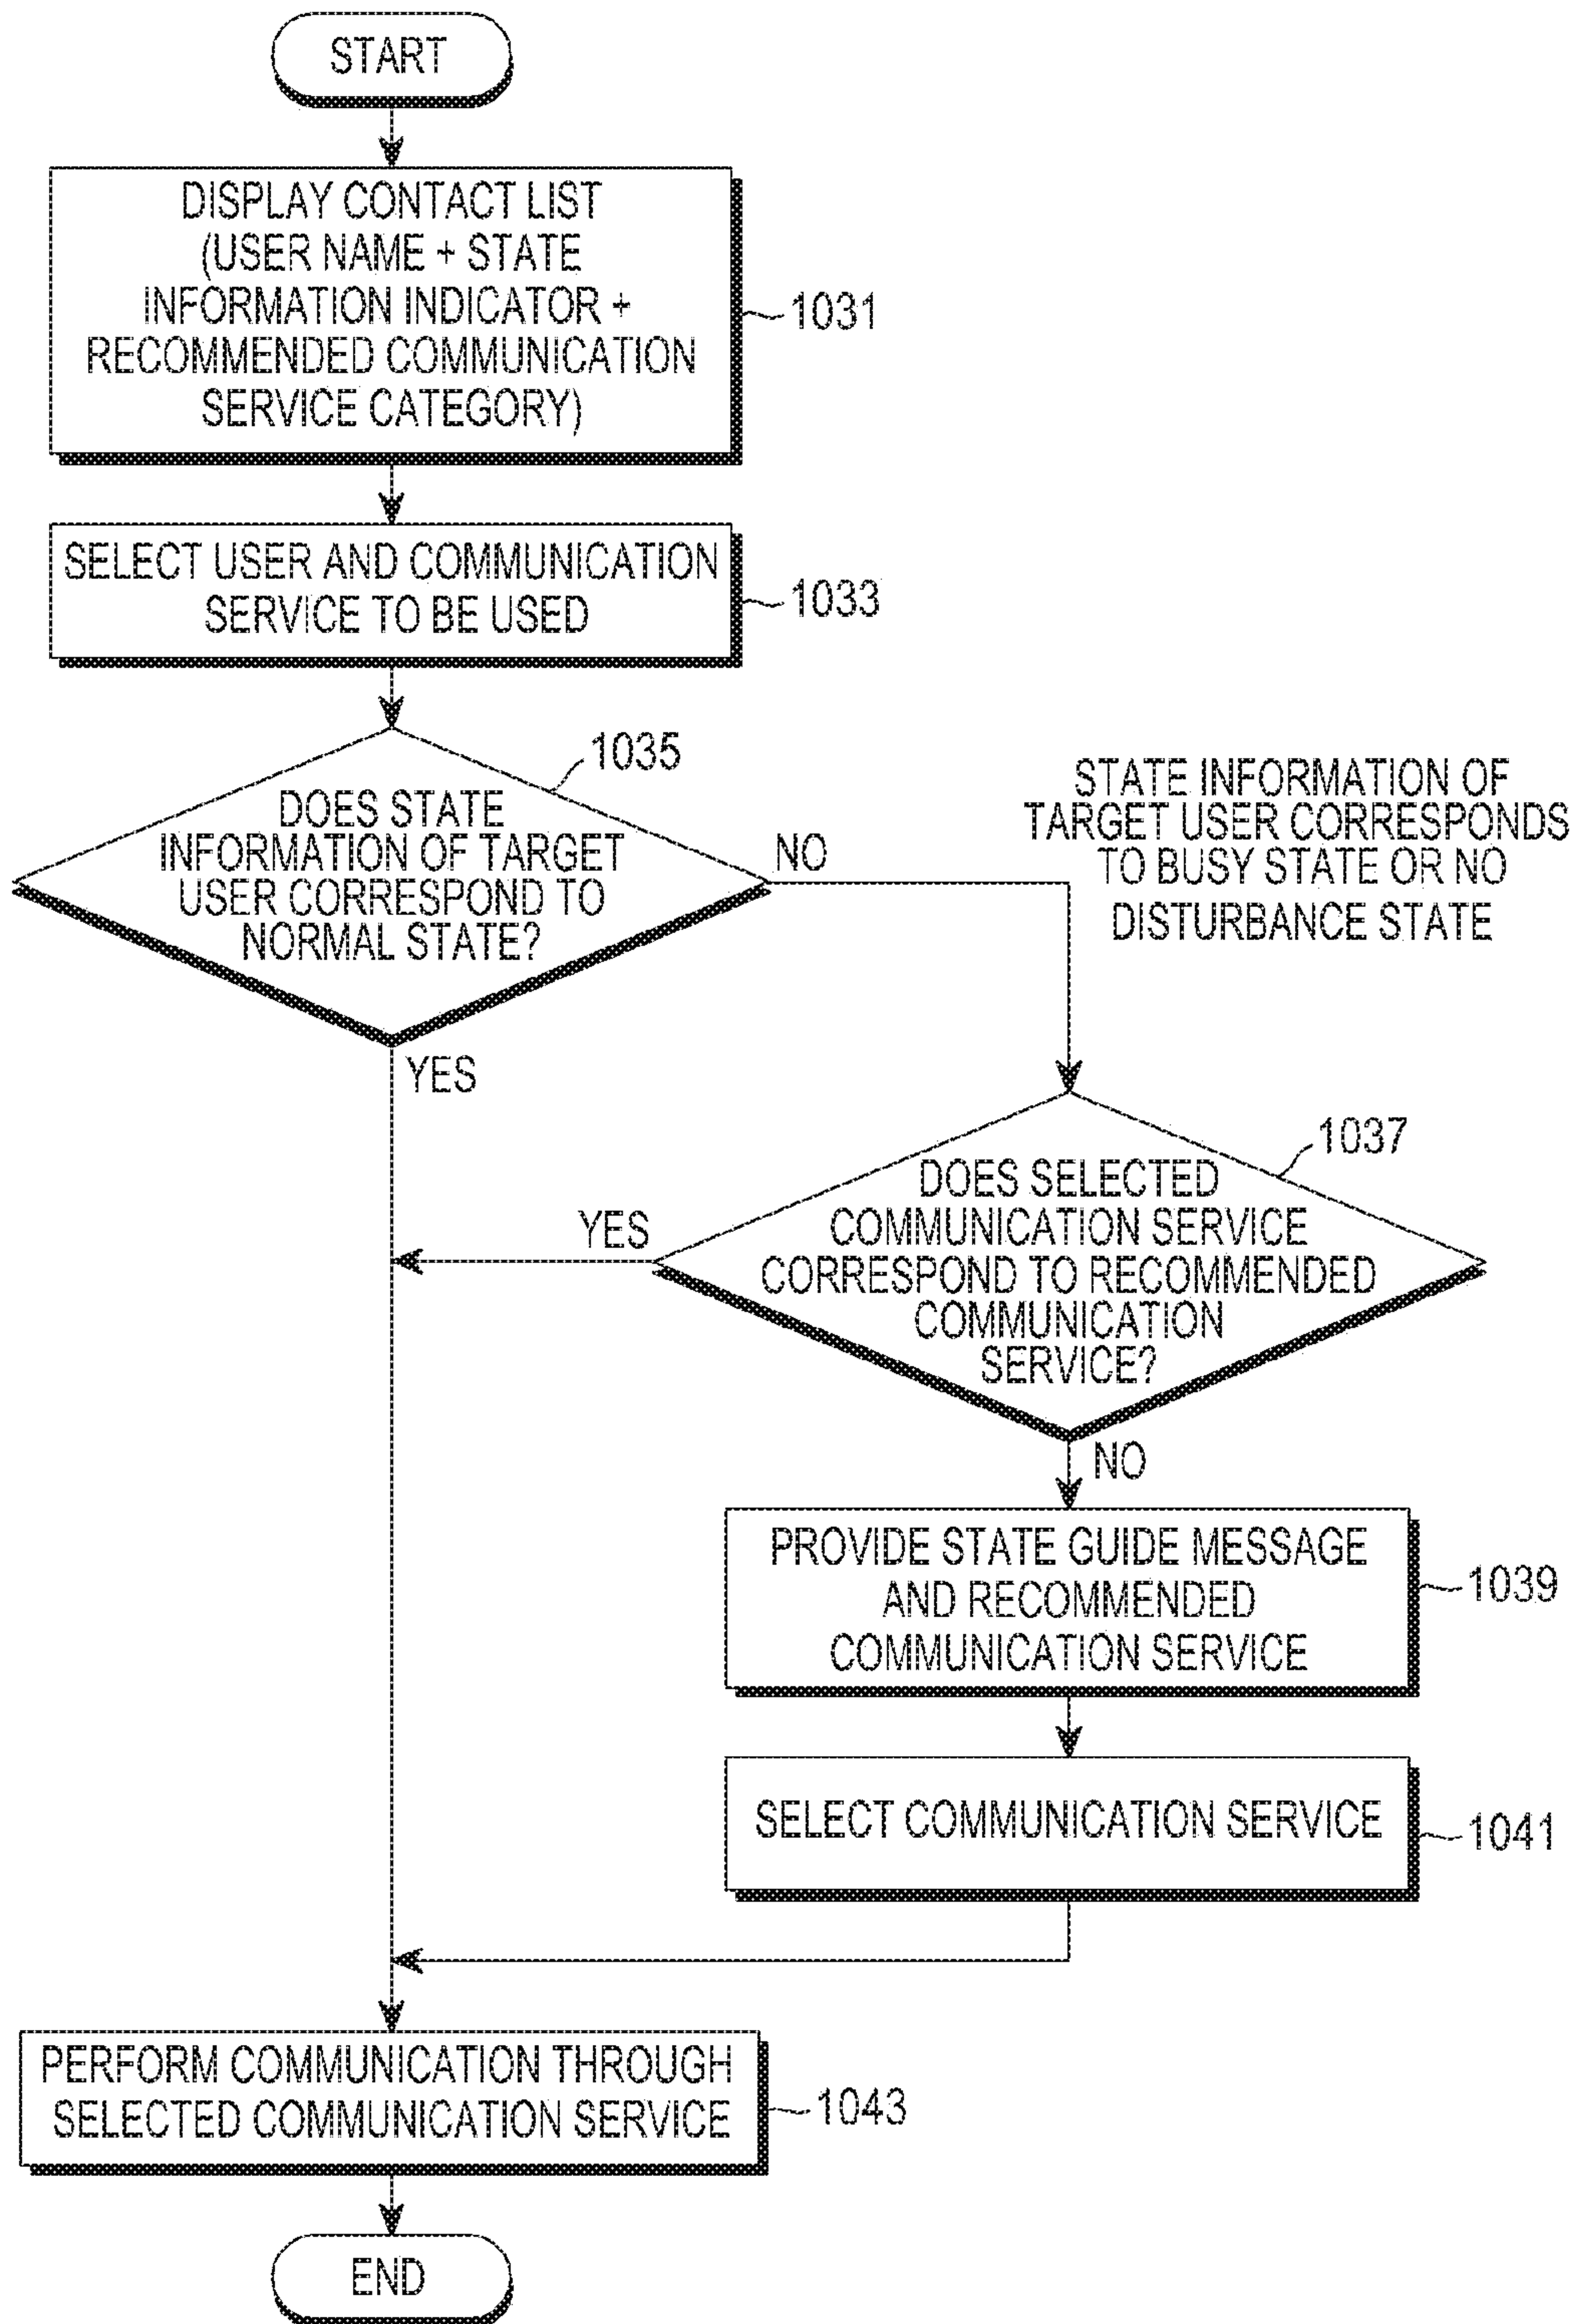 START
DISPLAY CONTACT LIST
(USER NAME + STATE
INFORMATION INDICATOR +
RECOMMENDED COMMUNICATION
SERVICE CATEGORY)
1031
SELECT USER AND COMMUNICATION
SERVICE TO BE USED
1033
1035
DOES STATE
INFORMATION OF TARGET
USER CORRESPOND TO
NORMAL STATE?
NO
STATE INFORMATION OF
TARGET USER CORRESPONDS
TO BUSY STATE OR NO
DISTURBANCE STATE
YES
1037
DOES SELECTED
COMMUNICATION SERVICE
CORRESPOND TO RECOMMENDED
COMMUNICATION
SERVICE?
YES
NO
PROVIDE STATE GUIDE MESSAGE
AND RECOMMENDED
COMMUNICATION SERVICE
1039
SELECT COMMUNICATION SERVICE
1041
PERFORM COMMUNICATION THROUGH
SELECTED COMMUNICATION SERVICE
1043
END